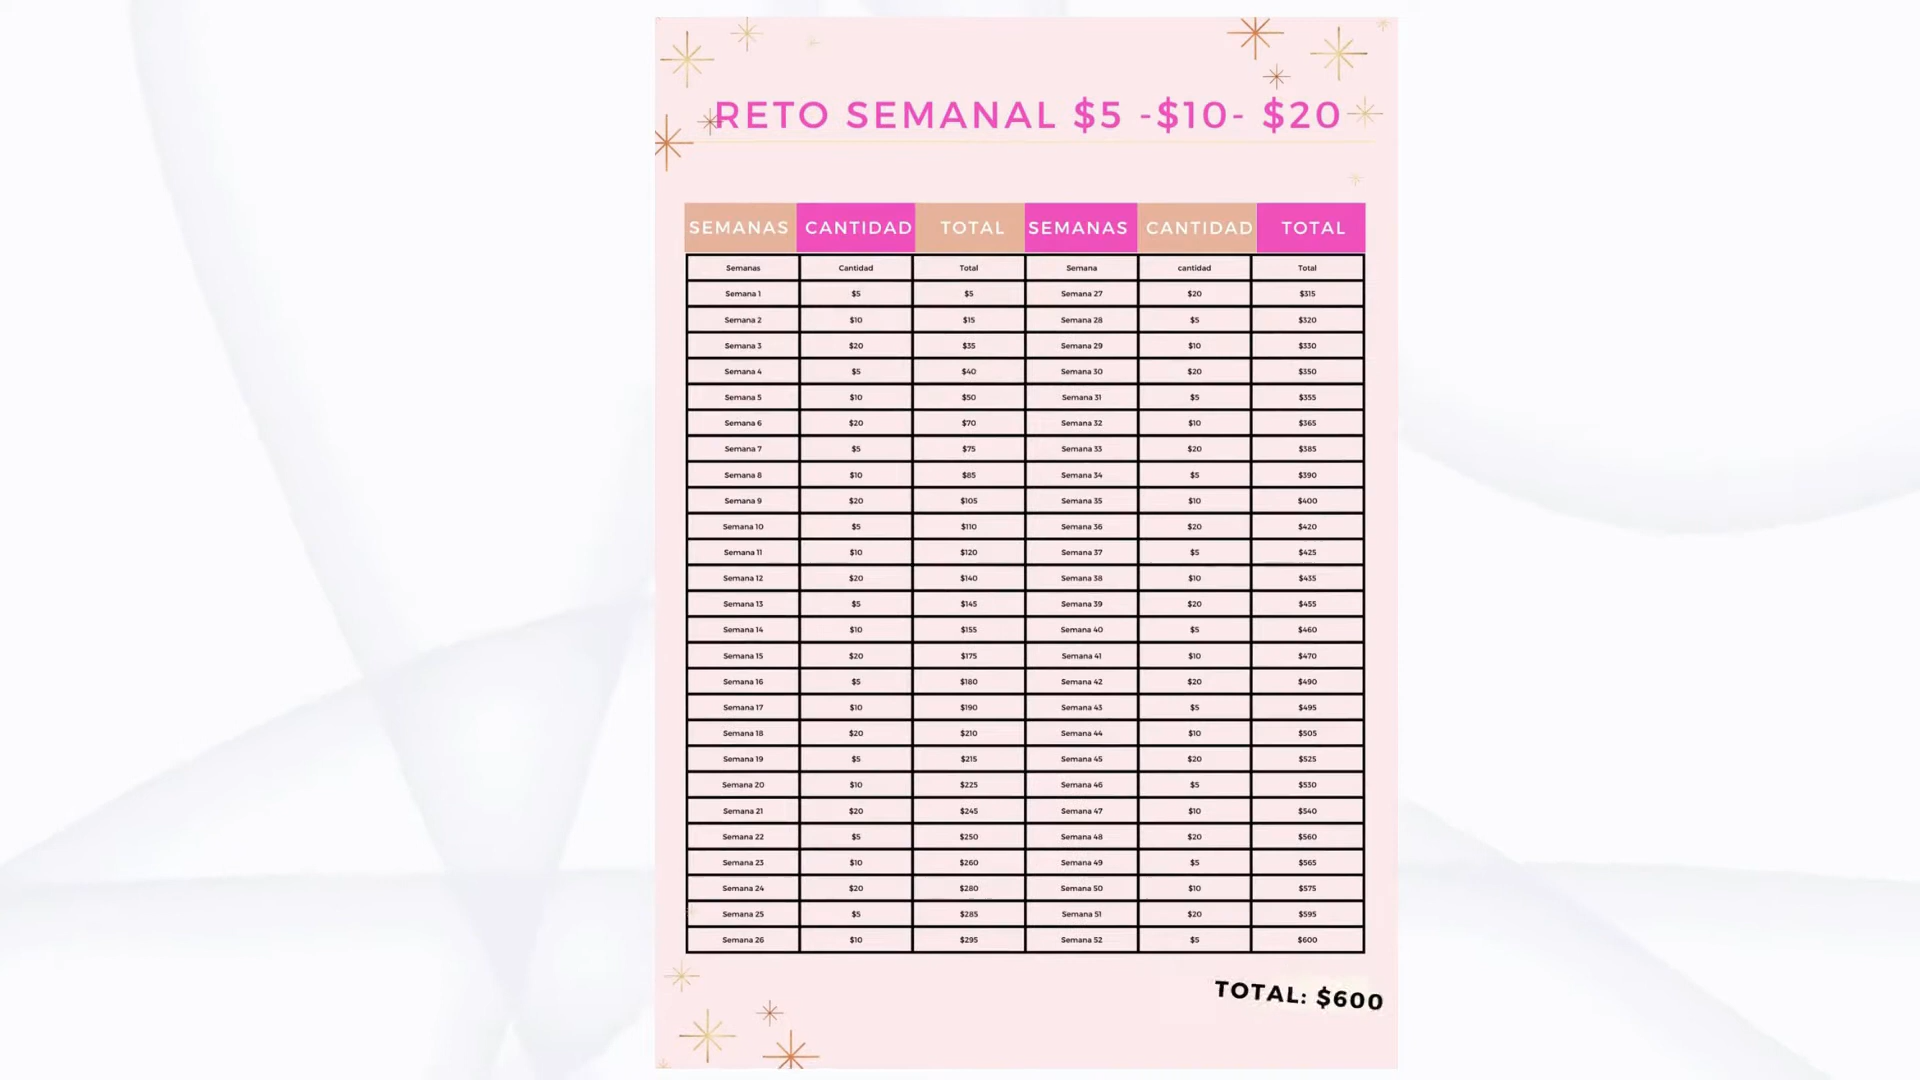 RETO SEMANAL $5 -$10- $20
SEMANAS CANTIDAD TOTAL SEMANAS CANTIDAD TOTAL
Semanas Cantidad Total Semana cantidad Total
Semana 1 $5 $5 Semana 27 $20 $315
Semana 2 $10 $15 Semana 28 $5 $320
Semana 3 $20 $35 Semana 29 $10 $330
Semana 4 $5 $40 Semana 30 $20 $350
Semana 5 $10 $50 Semana 31 $5 $355
Semana 6 $20 $70 Semana 32 $10 $365
Semana 7 $5 $75 Semana 33 $20 $385
Semana 8 $10 $85 Semana 34 $5 $390
Semana 9 $20 $105 Semana 35 $10 $400
Semana 10 $5 $110 Semana 36 $20 $420
Semana 11 $10 $120 Semana 37 $5 $425
Semana 12 $20 $140 Semana 38 $10 $435
Semana 13 $5 $145 Semana 39 $20 $455
Semana 14 $10 $155 Semana 40 $5 $460
Semana 15 $20 $175 Semana 41 $10 $470
Semana 16 $5 $180 Semana 42 $20 $490
Semana 17 $10 $190 Semana 43 $5 $495
Semana 18 $20 $210 Semana 44 $10 $505
Semana 19 $5 $215 Semana 45 $20 $525
Semana 20 $10 $225 Semana 46 $5 $530
Semana 21 $20 $245 Semana 47 $10 $540
Semana 22 $5 $250 Semana 48 $20 $560
Semana 23 $10 $260 Semana 49 $5 $565
Semana 24 $20 $280 Semana 50 $10 $575
Semana 25 $5 $285 Semana 51 $20 $595
Semana 26 $10 $295 Semana 52 $5 $600
TOTAL: $600